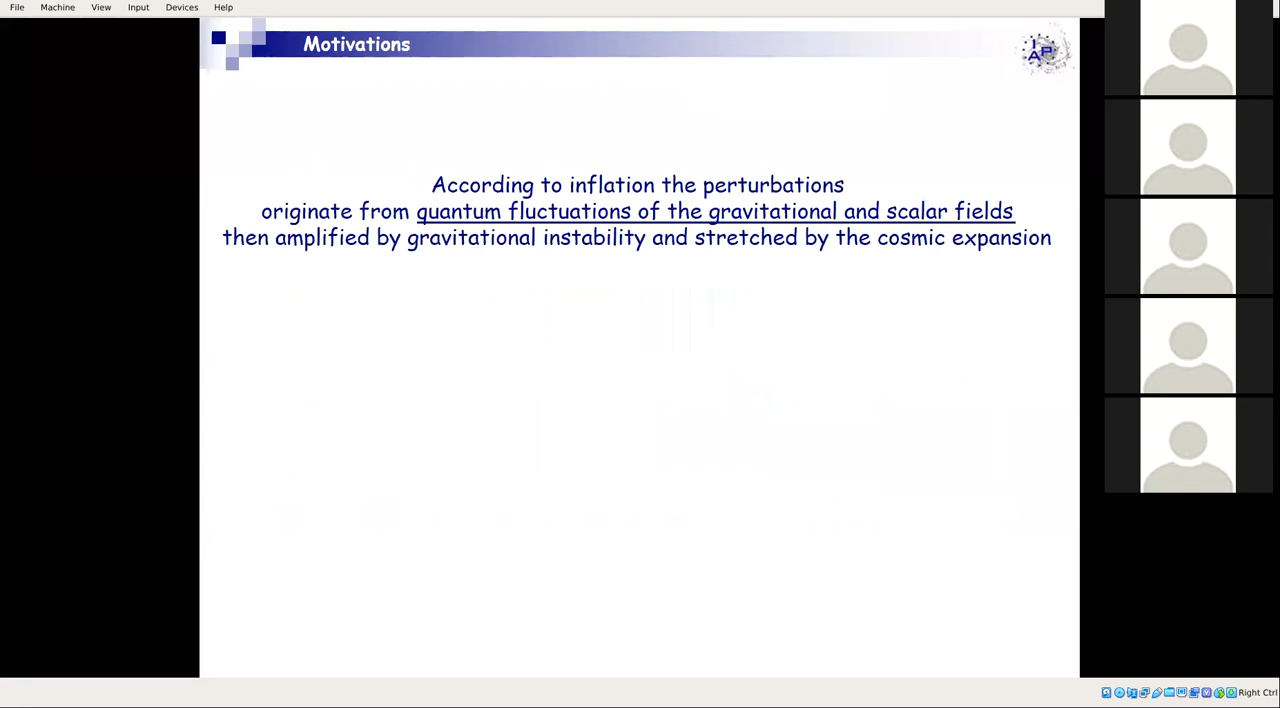 File Machine View Input Devices Help
Motivations
IAP
According to inflation the perturbations
originate from quantum fluctuations of the gravitational and scalar fields
then amplified by gravitational instability and stretched by the cosmic expansion
Right Ctrl